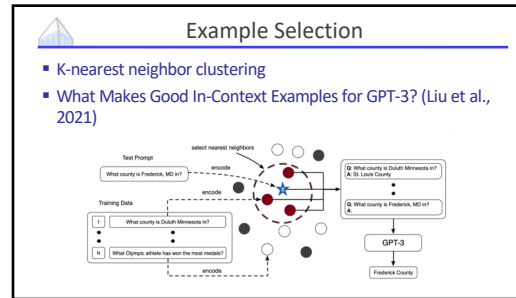 Example Selection
▪ K-nearest neighbor clustering
▪ What Makes Good In-Context Examples for GPT-3? (Liu et al.,
2021)
select nearest neighbors
Test Prompt
encode
What county is Frederick, MD in?
encode
Training Data
1 What county is Duluth Minnesota in?
N What Olympic athlete has won the most medals?
encode
Q: What county is Duluth Minnesota in?
A: St. Louis County
Q: What county is Frederick, MD in?
A:
GPT-3
Frederick County